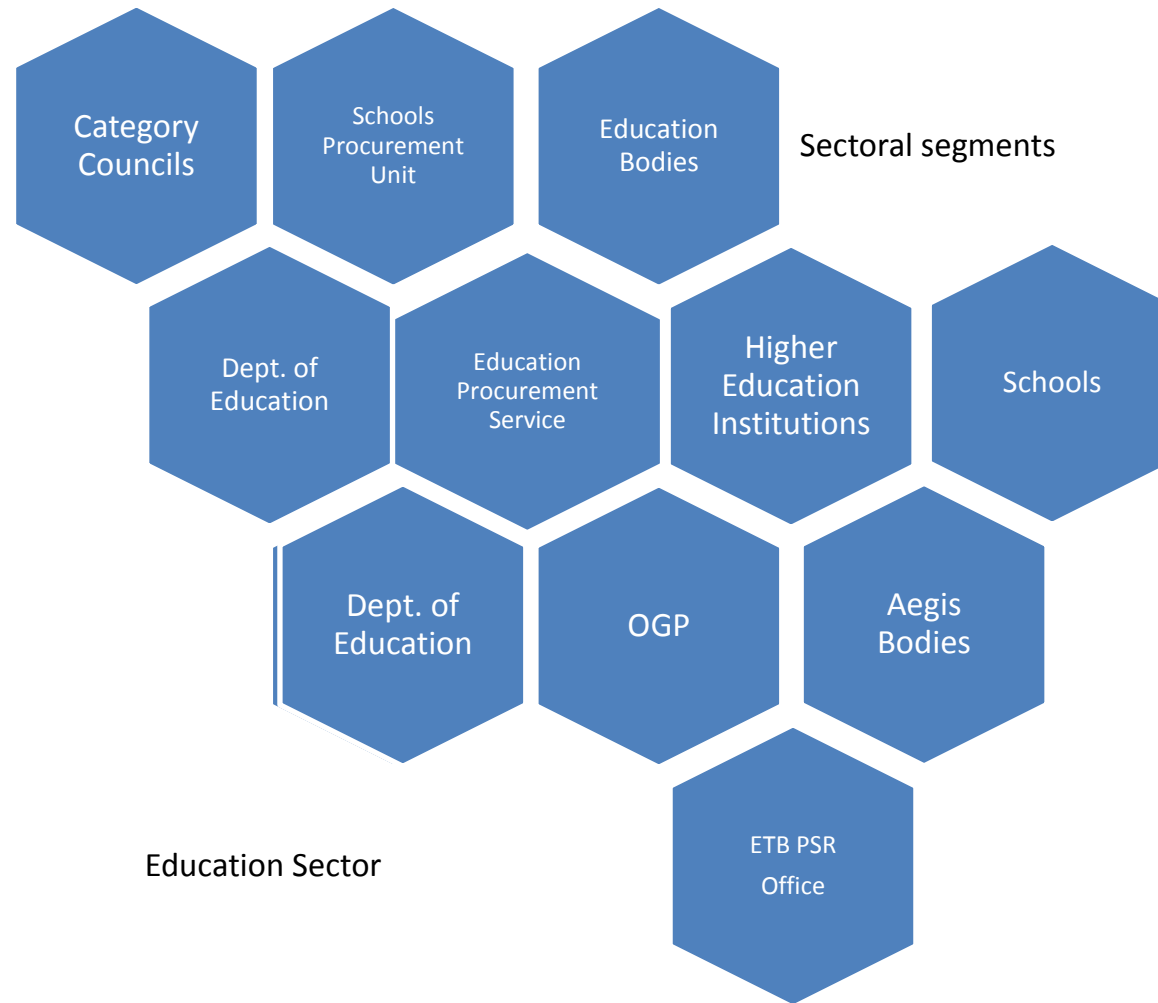 Category
Councils
Schools
Procurement
Unit
Education
Bodies
Sectoral segments
Dept. of
Education
Education
Procurement
Service
Higher
Education
Institutions
Schools
Dept. of
Education
OGP
Aegis
Bodies
Education Sector
ETB PSR
Office